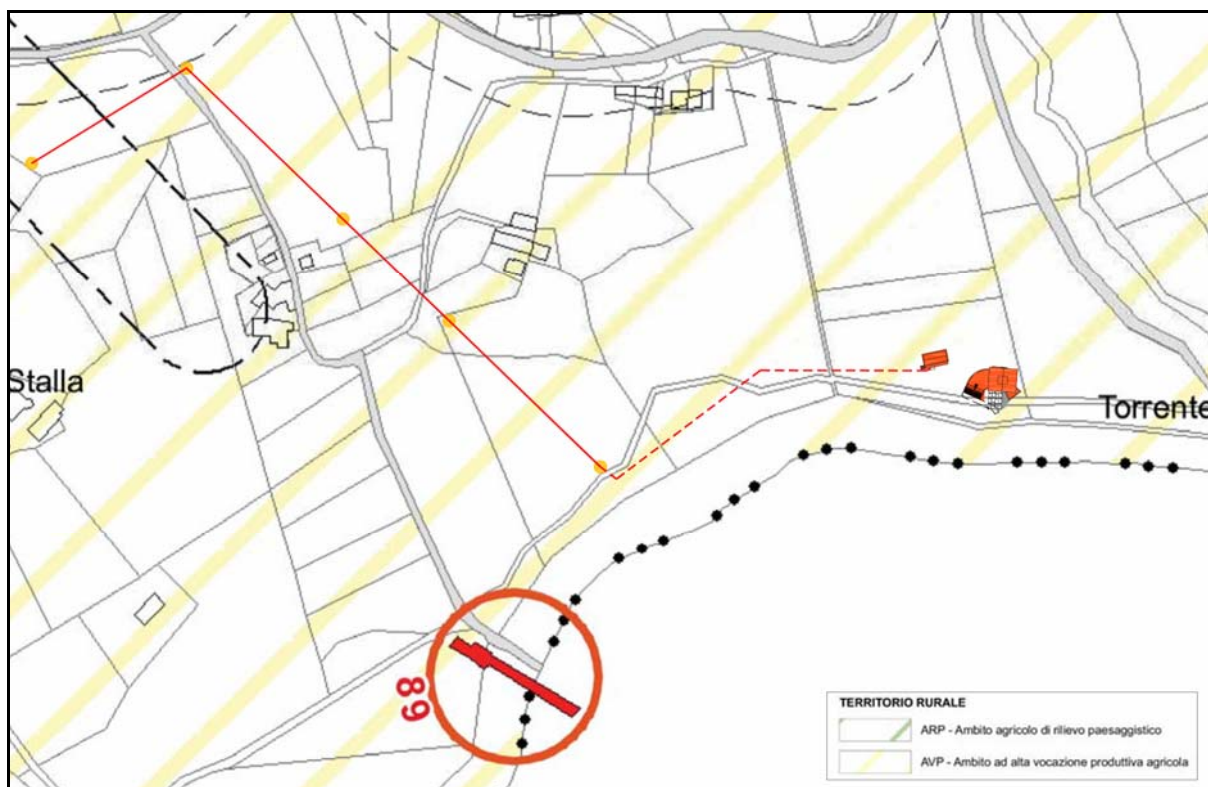 Stalla
Torrente
89
TERRITORIO RURALE
ARP - Ambito agricolo di rilievo paesaggistico
AVP - Ambito ad alta vocazione produttiva agricola